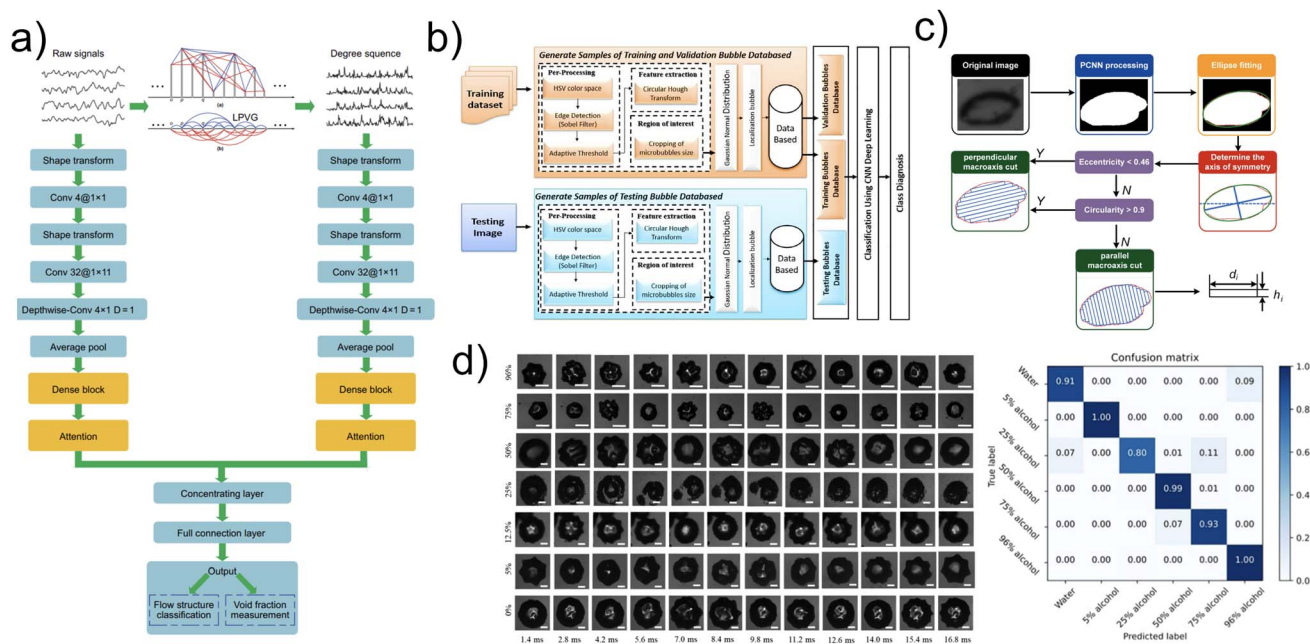 a)
Raw signals
Degree squence
(a)
LPVG
(b)
Shape transform
Conv 4@1×1
Shape transform
Conv 32@1×11
Depthwise-Conv 4×1 D = 1
Average pool
Dense block
Attention
Shape transform
Conv 4@1×1
Shape transform
Conv 32@1×11
Depthwise-Conv 4×1 D = 1
Average pool
Dense block
Attention
Concentrating layer
Full connection layer
Output
Flow structure
classification
Void fraction
measurement
b)
Generate Samples of Training and Validation Bubble Databased
Training
dataset
Per-Processing
HSV color space
Edge Detection
(Sobel Filter)
Adaptive Threshold
Feature extraction
Circular Hough
Transform
Region of interest
Cropping of
microbubbles size
Gaussian Normal Distribution
Localization bubble
Data
Based
Generate Samples of Testing Bubble Databased
Testing
Image
Per-Processing
HSV color space
Edge Detection
(Sobel Filter)
Adaptive Threshold
Feature extraction
Circular Hough
Transform
Region of interest
Cropping of
microbubbles size
Gaussian Normal Distribution
Localization bubble
Data
Based
Validation Bubbles
Database
Training Bubbles
Database
Testing Bubbles
Database
Classification Using CNN Deep Learning
Class Diagnosis
c)
Original image
PCNN processing
Ellipse fitting
perpendicular
macroaxis cut
Y
Eccentricity < 0.46
Determine the
axis of symmetry
N
Y
Circularity > 0.9
N
parallel
macroaxis cut
di
hi
d)
96%
75%
50%
25%
12.5%
5%
0%
1.4 ms 2.8 ms 4.2 ms 5.6 ms 7.0 ms 8.4 ms 9.8 ms 11.2 ms 12.6 ms 14.0 ms 15.4 ms 16.8 ms
Confusion matrix
True label
Water 0.91 0.00 0.00 0.00 0.00 0.09
5% alcohol 0.00 1.00 0.00 0.00 0.00 0.00
25% alcohol 0.07 0.00 0.80 0.01 0.11 0.00
50% alcohol 0.00 0.00 0.00 0.99 0.01 0.00
75% alcohol 0.00 0.00 0.00 0.07 0.93 0.00
96% alcohol 0.00 0.00 0.00 0.00 0.00 1.00
Water 5% alcohol 25% alcohol 50% alcohol 75% alcohol 96% alcohol
Predicted label
1.0
0.8
0.6
0.4
0.2
0.0